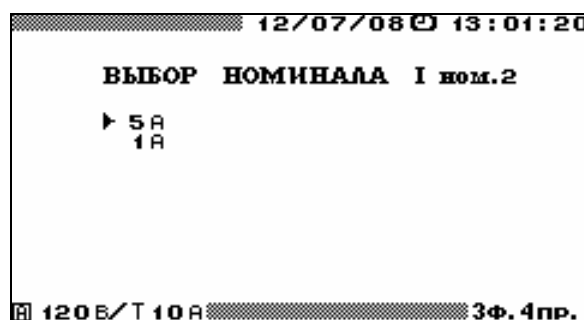 12/07/08 13:01:20
ВЫБОР НОМИНАЛА I ном.2
5 А
1 А
А 120 В/Т 10 А 3Ф.4пр.